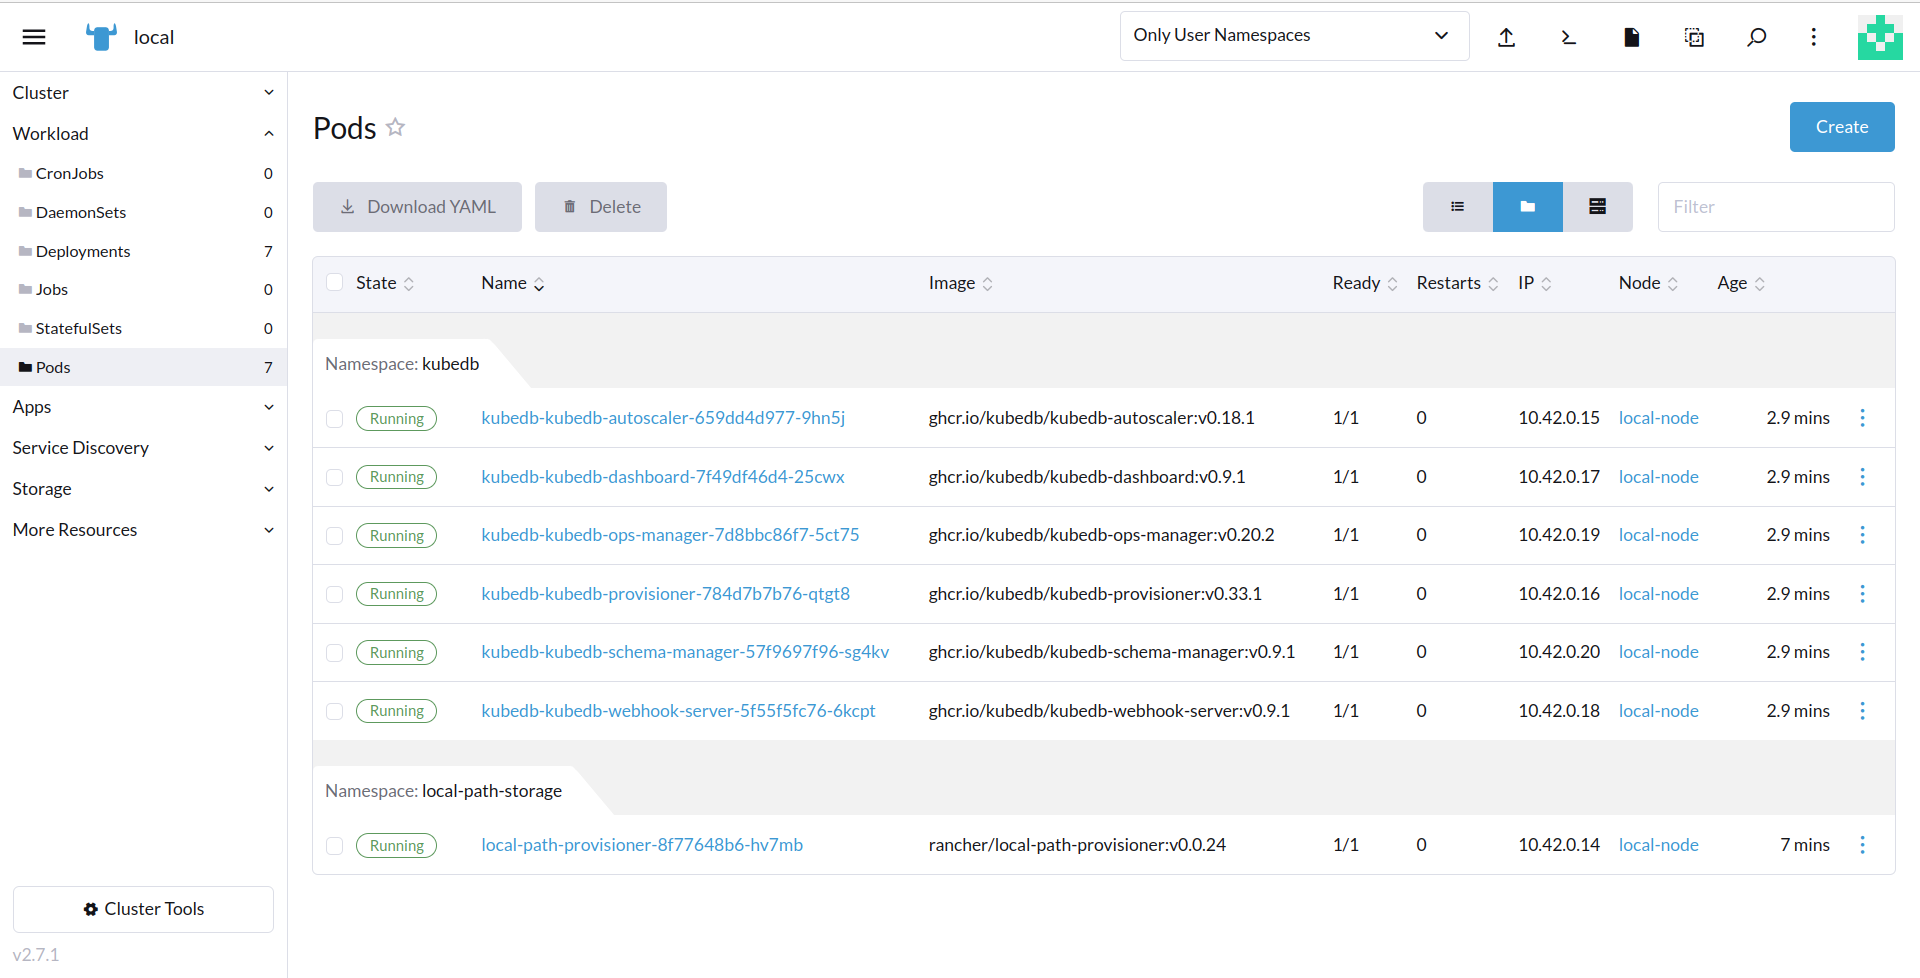 local
Only User Namespaces
Cluster
Workload
CronJobs 0
DaemonSets 0
Deployments 7
Jobs 0
StatefulSets 0
Pods 7
Apps
Service Discovery
Storage
More Resources
Cluster Tools
v2.7.1
Pods
Create
Download YAML
Delete
Filter
State Name Image Ready Restarts IP Node Age
Namespace: kubedb
Running kubedb-kubedb-autoscaler-659dd4d977-9hn5j ghcr.io/kubedb/kubedb-autoscaler:v0.18.1 1/1 0 10.42.0.15 local-node 2.9 mins
Running kubedb-kubedb-dashboard-7f49df46d4-25cwx ghcr.io/kubedb/kubedb-dashboard:v0.9.1 1/1 0 10.42.0.17 local-node 2.9 mins
Running kubedb-kubedb-ops-manager-7d8bbc86f7-5ct75 ghcr.io/kubedb/kubedb-ops-manager:v0.20.2 1/1 0 10.42.0.19 local-node 2.9 mins
Running kubedb-kubedb-provisioner-784d7b7b76-qtgt8 ghcr.io/kubedb/kubedb-provisioner:v0.33.1 1/1 0 10.42.0.16 local-node 2.9 mins
Running kubedb-kubedb-schema-manager-57f9697f96-sg4kv ghcr.io/kubedb/kubedb-schema-manager:v0.9.1 1/1 0 10.42.0.20 local-node 2.9 mins
Running kubedb-kubedb-webhook-server-5f55f5fc76-6kcpt ghcr.io/kubedb/kubedb-webhook-server:v0.9.1 1/1 0 10.42.0.18 local-node 2.9 mins
Namespace: local-path-storage
Running local-path-provisioner-8f77648b6-hv7mb rancher/local-path-provisioner:v0.0.24 1/1 0 10.42.0.14 local-node 7 mins